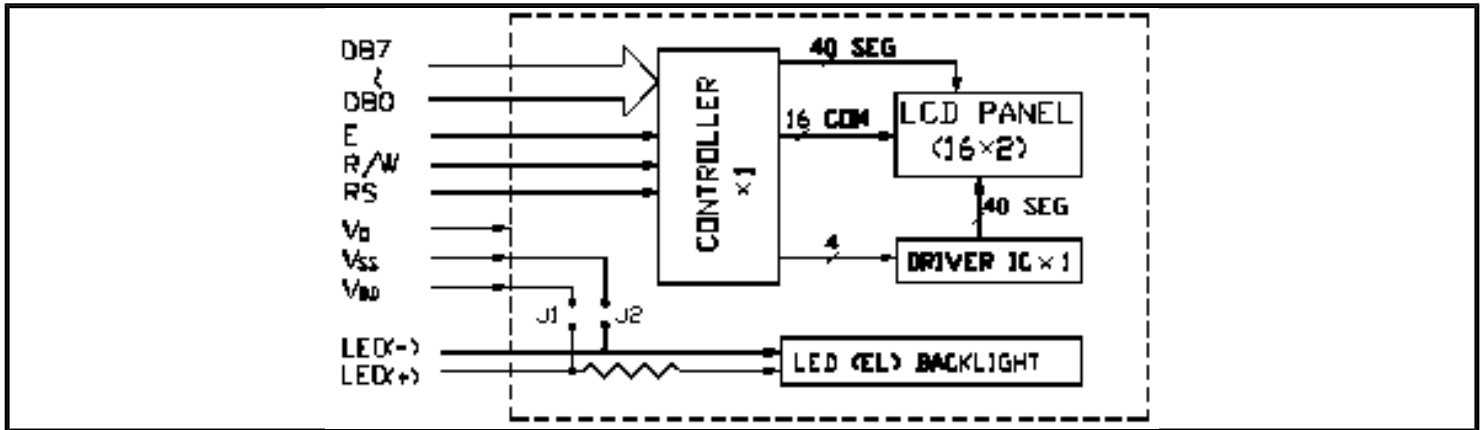 DB7
DB0
E
R/W
RS
V0
VSS
VDD
LED(-)
LED(+)
J1
J2
CONTROLLER
×1
40 SEG
16 COM
4
LCD PANEL
(16×2)
40 SEG
DRIVER IC × 1
LED (EL) BACKLIGHT